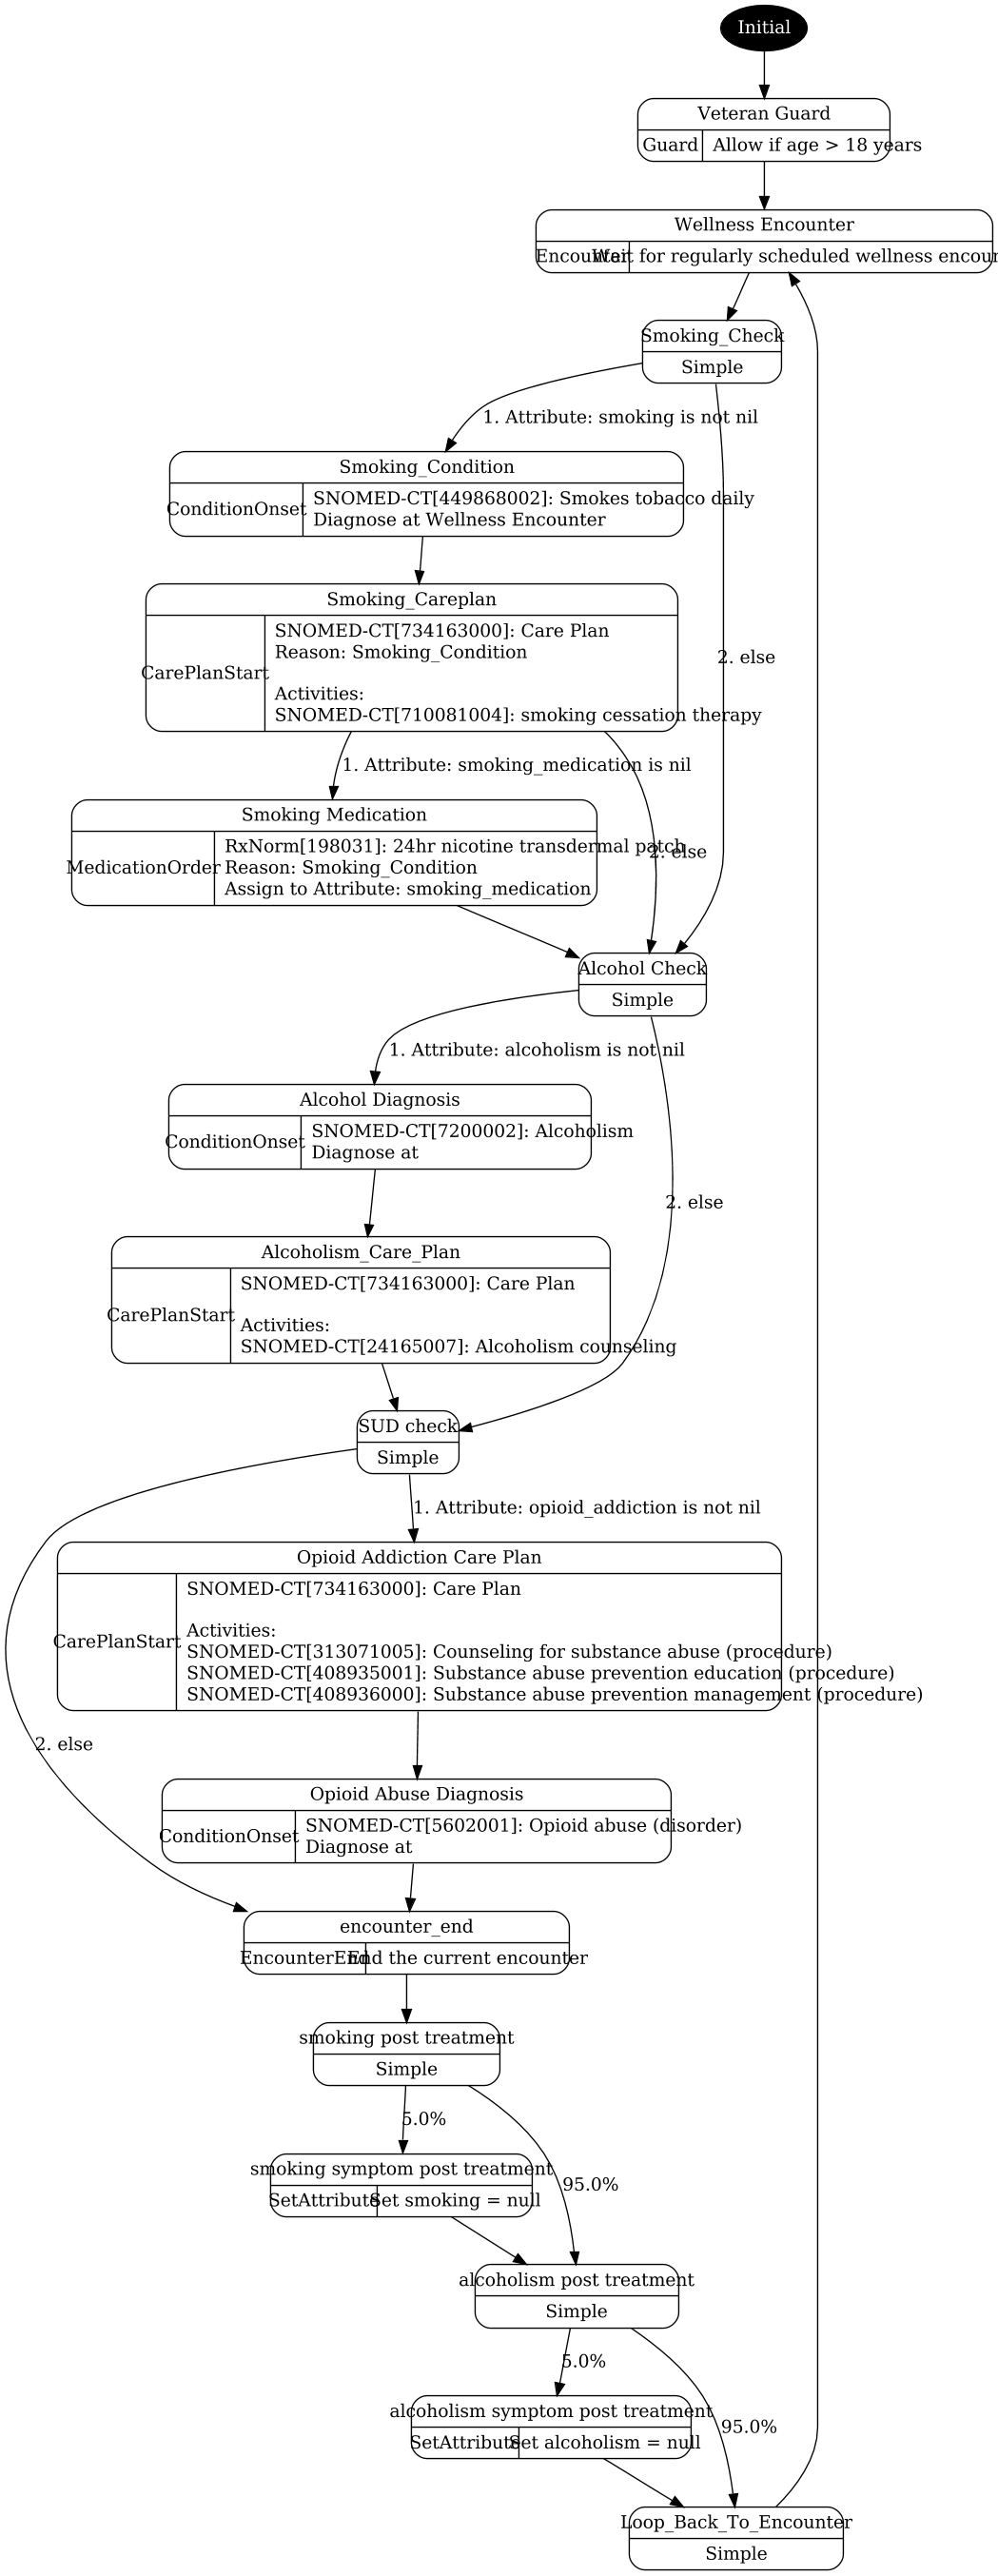 Initial
Veteran Guard
Guard
Allow if age > 18 years
Wellness Encounter
Encounter
Wait for regularly scheduled wellness encour
Smoking_Check
Simple
1. Attribute: smoking is not nil
Smoking_Condition
ConditionOnset
SNOMED-CT[449868002]: Smokes tobacco daily
Diagnose at Wellness Encounter
Smoking_Careplan
CarePlanStart
SNOMED-CT[734163000]: Care Plan
Reason: Smoking_Condition
Activities:
SNOMED-CT[710081004]: smoking cessation therapy
2. else
1. Attribute: smoking_medication is nil
Smoking Medication
MedicationOrder
RxNorm[198031]: 24hr nicotine transdermal patch
Reason: Smoking_Condition
Assign to Attribute: smoking_medication
2. else
Alcohol Check
Simple
1. Attribute: alcoholism is not nil
Alcohol Diagnosis
ConditionOnset
SNOMED-CT[7200002]: Alcoholism
Diagnose at
2. else
Alcoholism_Care_Plan
CarePlanStart
SNOMED-CT[734163000]: Care Plan
Activities:
SNOMED-CT[24165007]: Alcoholism counseling
SUD check
Simple
1. Attribute: opioid_addiction is not nil
Opioid Addiction Care Plan
CarePlanStart
SNOMED-CT[734163000]: Care Plan
Activities:
SNOMED-CT[313071005]: Counseling for substance abuse (procedure)
SNOMED-CT[408935001]: Substance abuse prevention education (procedure)
SNOMED-CT[408936000]: Substance abuse prevention management (procedure)
2. else
Opioid Abuse Diagnosis
ConditionOnset
SNOMED-CT[5602001]: Opioid abuse (disorder)
Diagnose at
encounter_end
EncounterEnd
End the current encounter
smoking post treatment
Simple
5.0%
smoking symptom post treatment
SetAttribute
Set smoking = null
95.0%
alcoholism post treatment
Simple
5.0%
alcoholism symptom post treatment
SetAttribute
Set alcoholism = null
95.0%
Loop_Back_To_Encounter
Simple